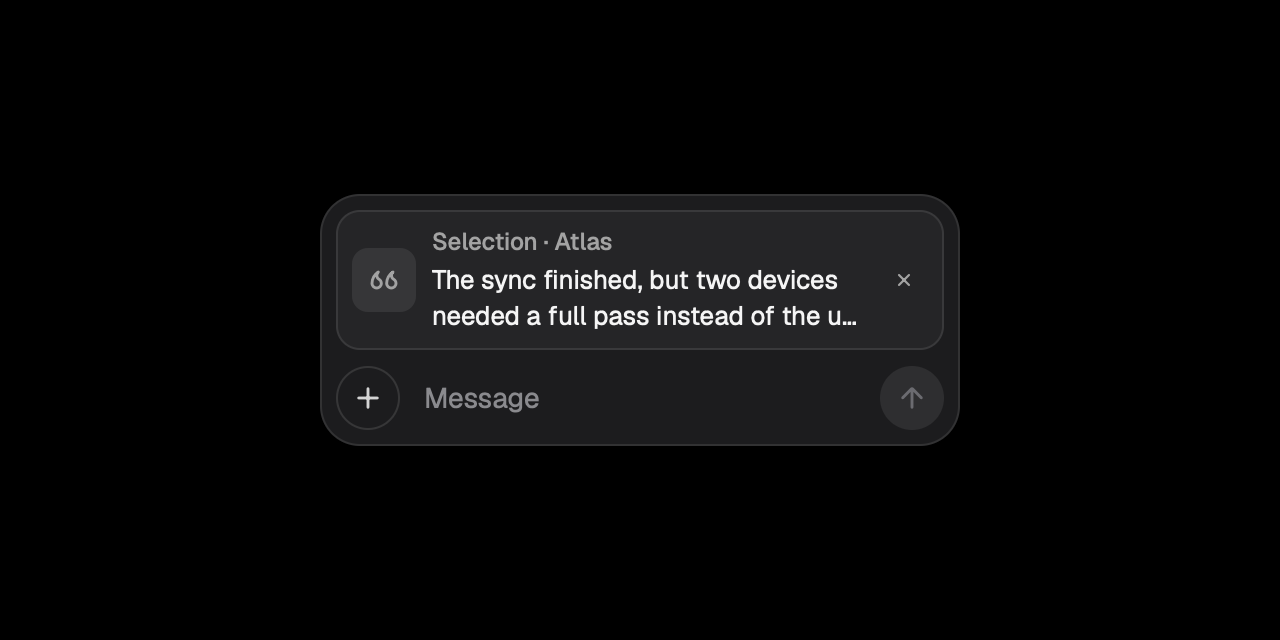 Selection · Atlas
The sync finished, but two devices
needed a full pass instead of the u…
Message